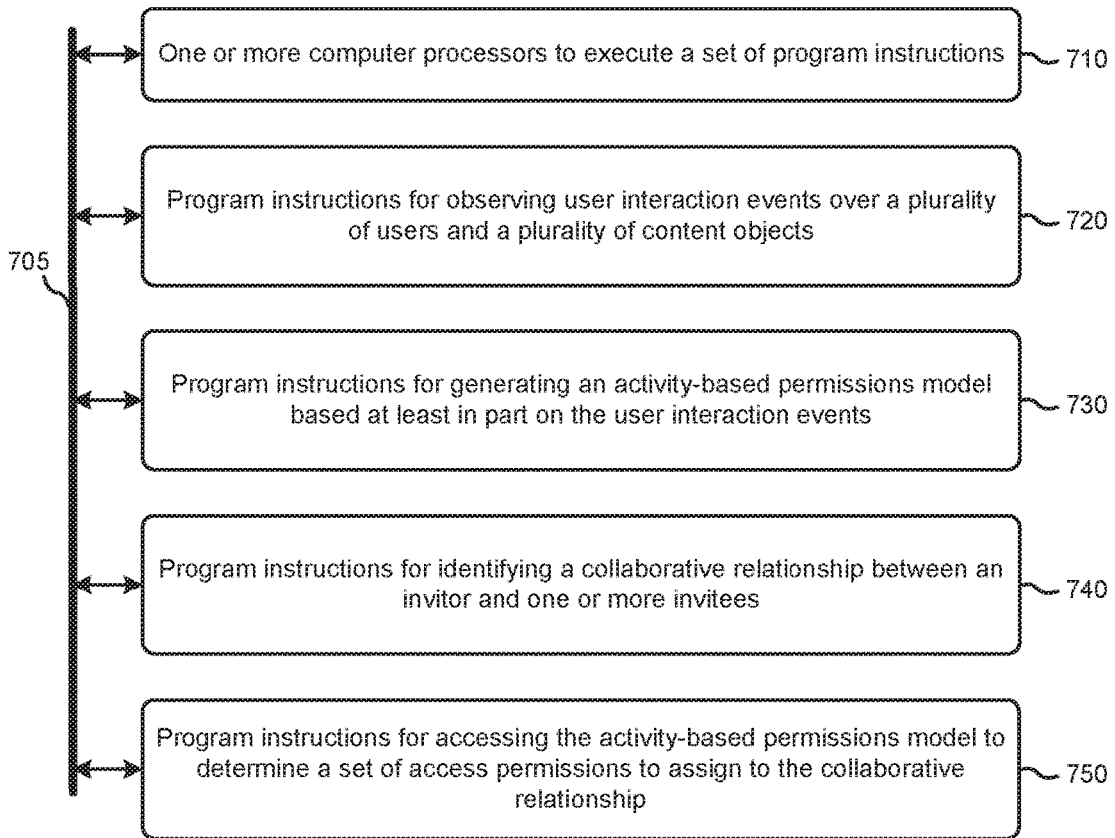 One or more computer processors to execute a set of program instructions
710
Program instructions for observing user interaction events over a plurality
of users and a plurality of content objects
720
705
Program instructions for generating an activity-based permissions model
based at least in part on the user interaction events
730
Program instructions for identifying a collaborative relationship between an
invitor and one or more invitees
740
Program instructions for accessing the activity-based permissions model to
determine a set of access permissions to assign to the collaborative
relationship
750